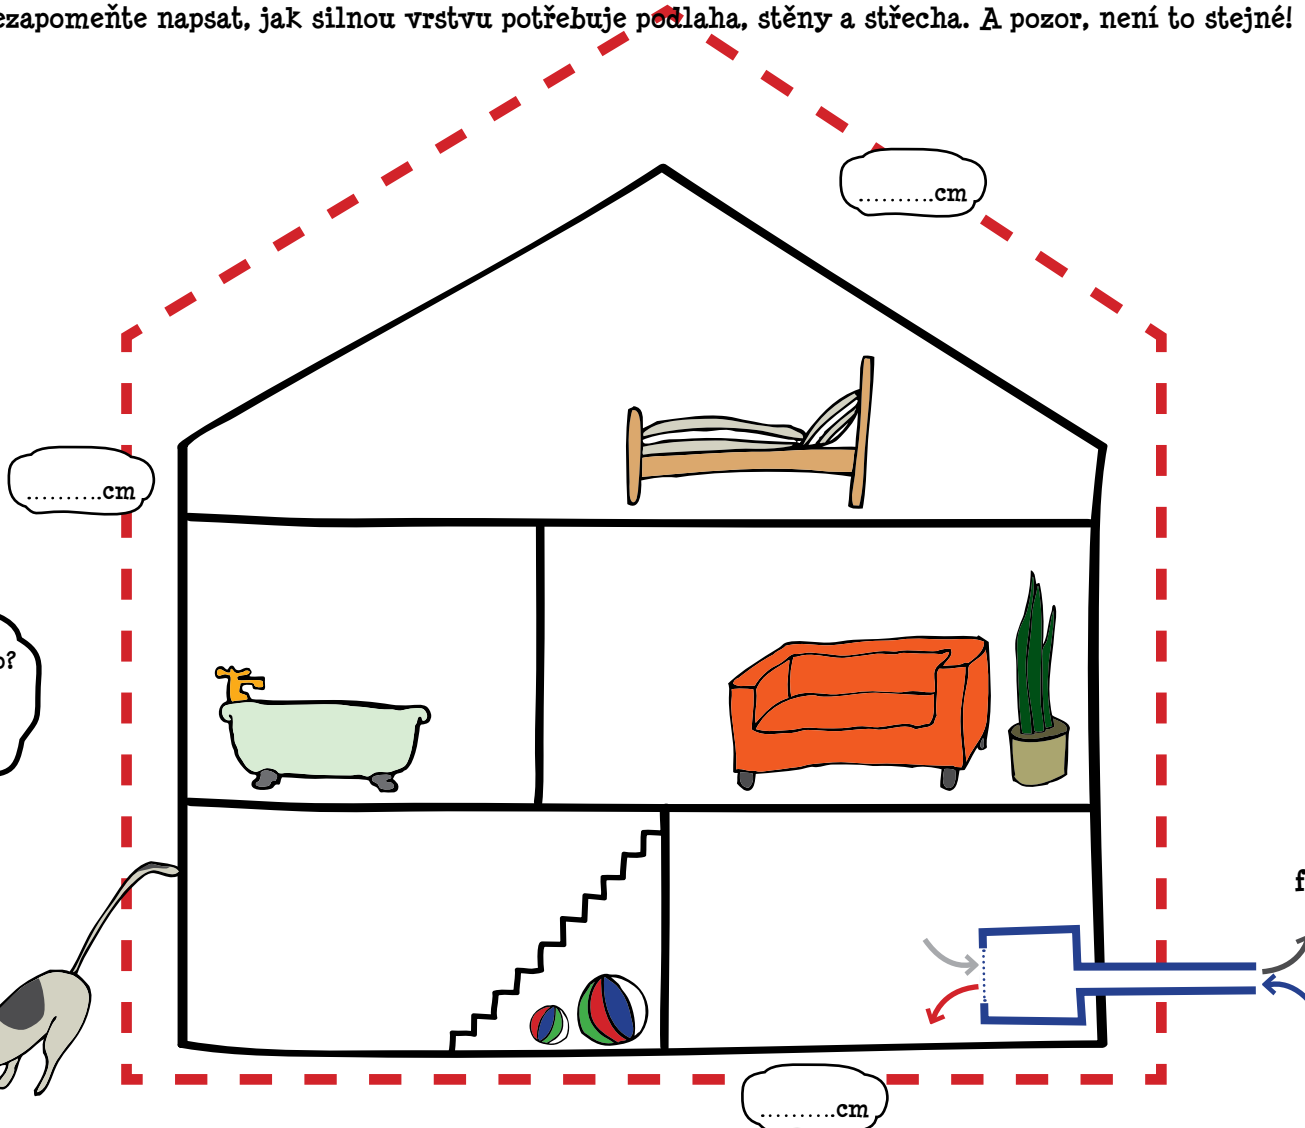 ezapomeňte napsat, jak silnou vrstvu potřebuje podlaha, stěny a střecha. A pozor, není to stejné!
..........cm
..........cm
o?
f
..........cm